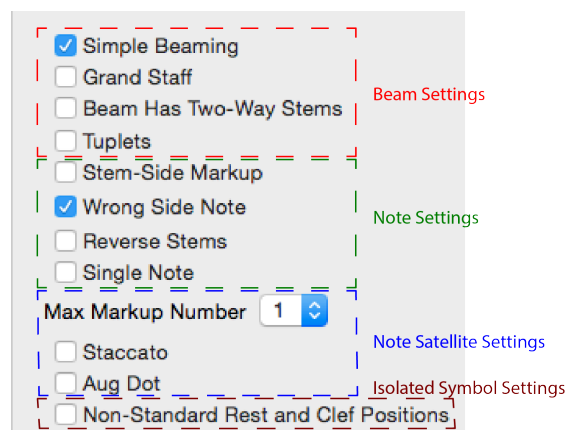 Simple Beaming
Grand Staff
Beam Settings
Beam Has Two-Way Stems
Tuplets
Stem-Side Markup
Wrong Side Note
Note Settings
Reverse Stems
Single Note
Max Markup Number 1
Note Satellite Settings
Staccato
Aug Dot
Isolated Symbol Settings
Non-Standard Rest and Clef Positions